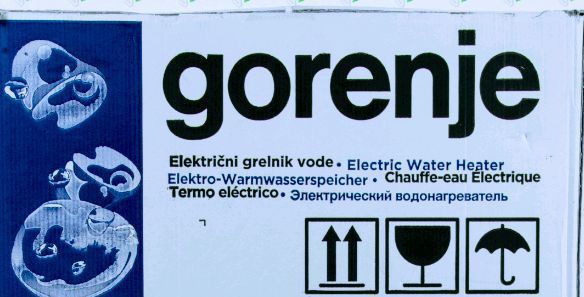 gorenje
Električni grelnik vode • Electric Water Heater
Elektro-Warmwasserspeicher • Chauffe-eau Électrique
Termo eléctrico • Электрический водонагреватель